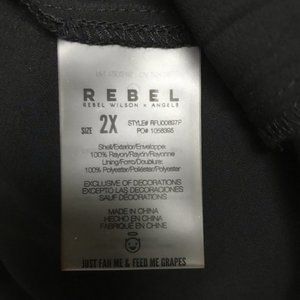 REBEL
REBEL WILSON X ANGELS
SIZE 2X
STYLE# RFJ00897P
PO# 1058395
Shell/Exterior/Enveloppe:
100% Rayon/Rayón/Rayonne
Lining/Forro/Doublure:
100% Polyester/Poliéster/Polyester
EXCLUSIVE OF DECORATIONS
EXCEPTO LAS DECORACIONES
SAUF DÉCORATIONS
MADE IN CHINA
HECHO EN CHINA
FABRIQUÉ EN CHINE
JUST FAN ME & FEED ME GRAPES